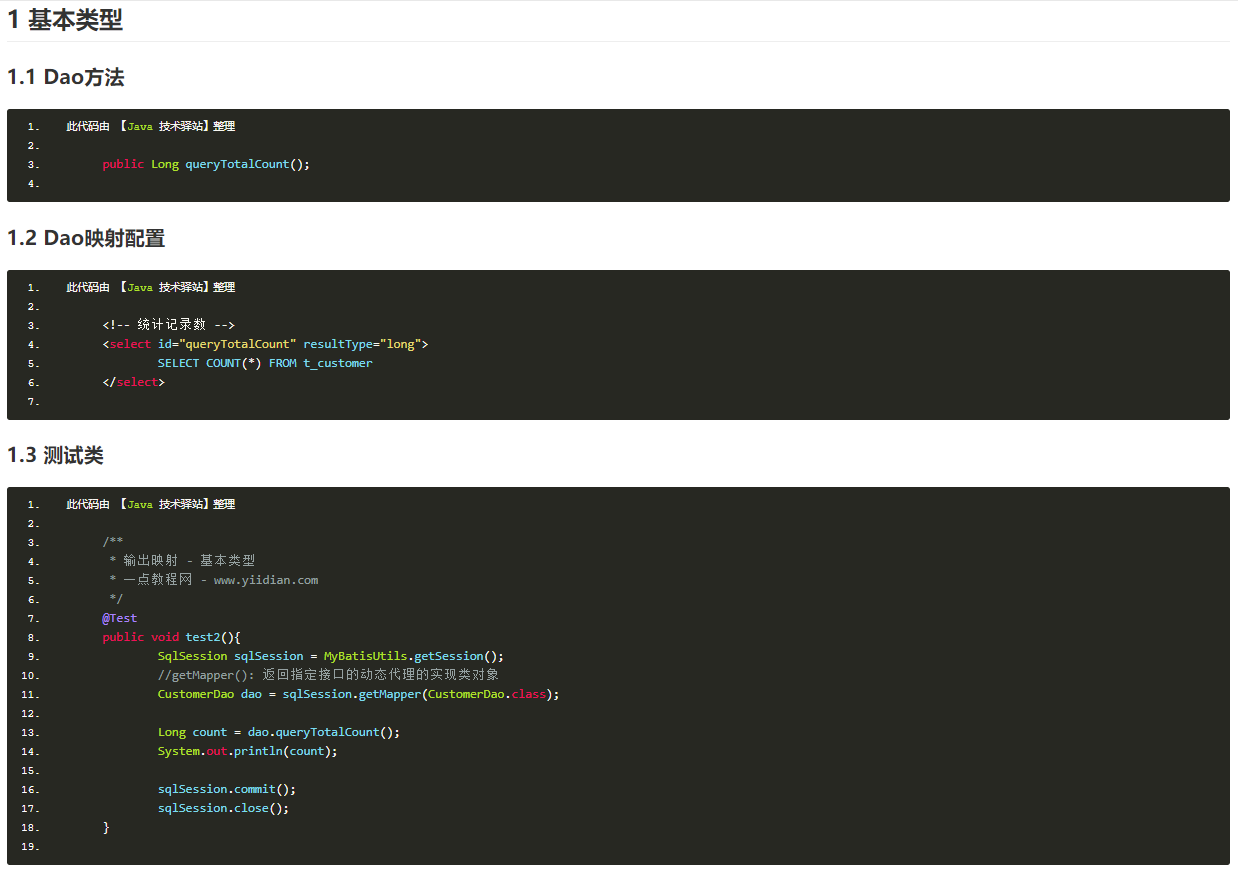 1 基本类型
1.1 Dao方法
1. 此代码由 【Java 技术驿站】整理
2.
3. public Long queryTotalCount();
4.
1.2 Dao映射配置
1. 此代码由 【Java 技术驿站】整理
2.
3. <!-- 统计记录数 -->
4. <select id="queryTotalCount" resultType="long">
5. SELECT COUNT(*) FROM t_customer
6. </select>
7.
1.3 测试类
1. 此代码由 【Java 技术驿站】整理
2.
3. /**
4. * 输出映射 - 基本类型
5. * 一点教程网 - www.yiidian.com
6. */
7. @Test
8. public void test2(){
9. SqlSession sqlSession = MyBatisUtils.getSession();
10. //getMapper(): 返回指定接口的动态代理的实现类对象
11. CustomerDao dao = sqlSession.getMapper(CustomerDao.class);
12.
13. Long count = dao.queryTotalCount();
14. System.out.println(count);
15.
16. sqlSession.commit();
17. sqlSession.close();
18. }
19.